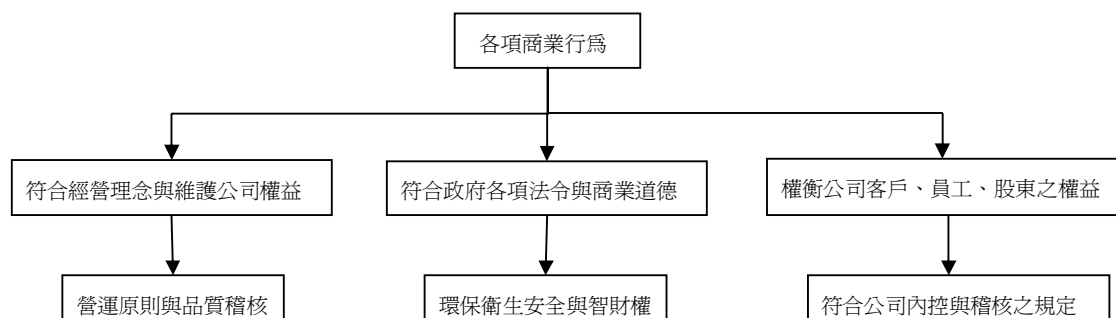 各項商業行為
符合經營理念與維護公司權益
符合政府各項法令與商業道德
權衡公司客戶、員工、股東之權益
營運原則與品質稽核
環保衛生安全與智財權
符合公司內控與稽核之規定